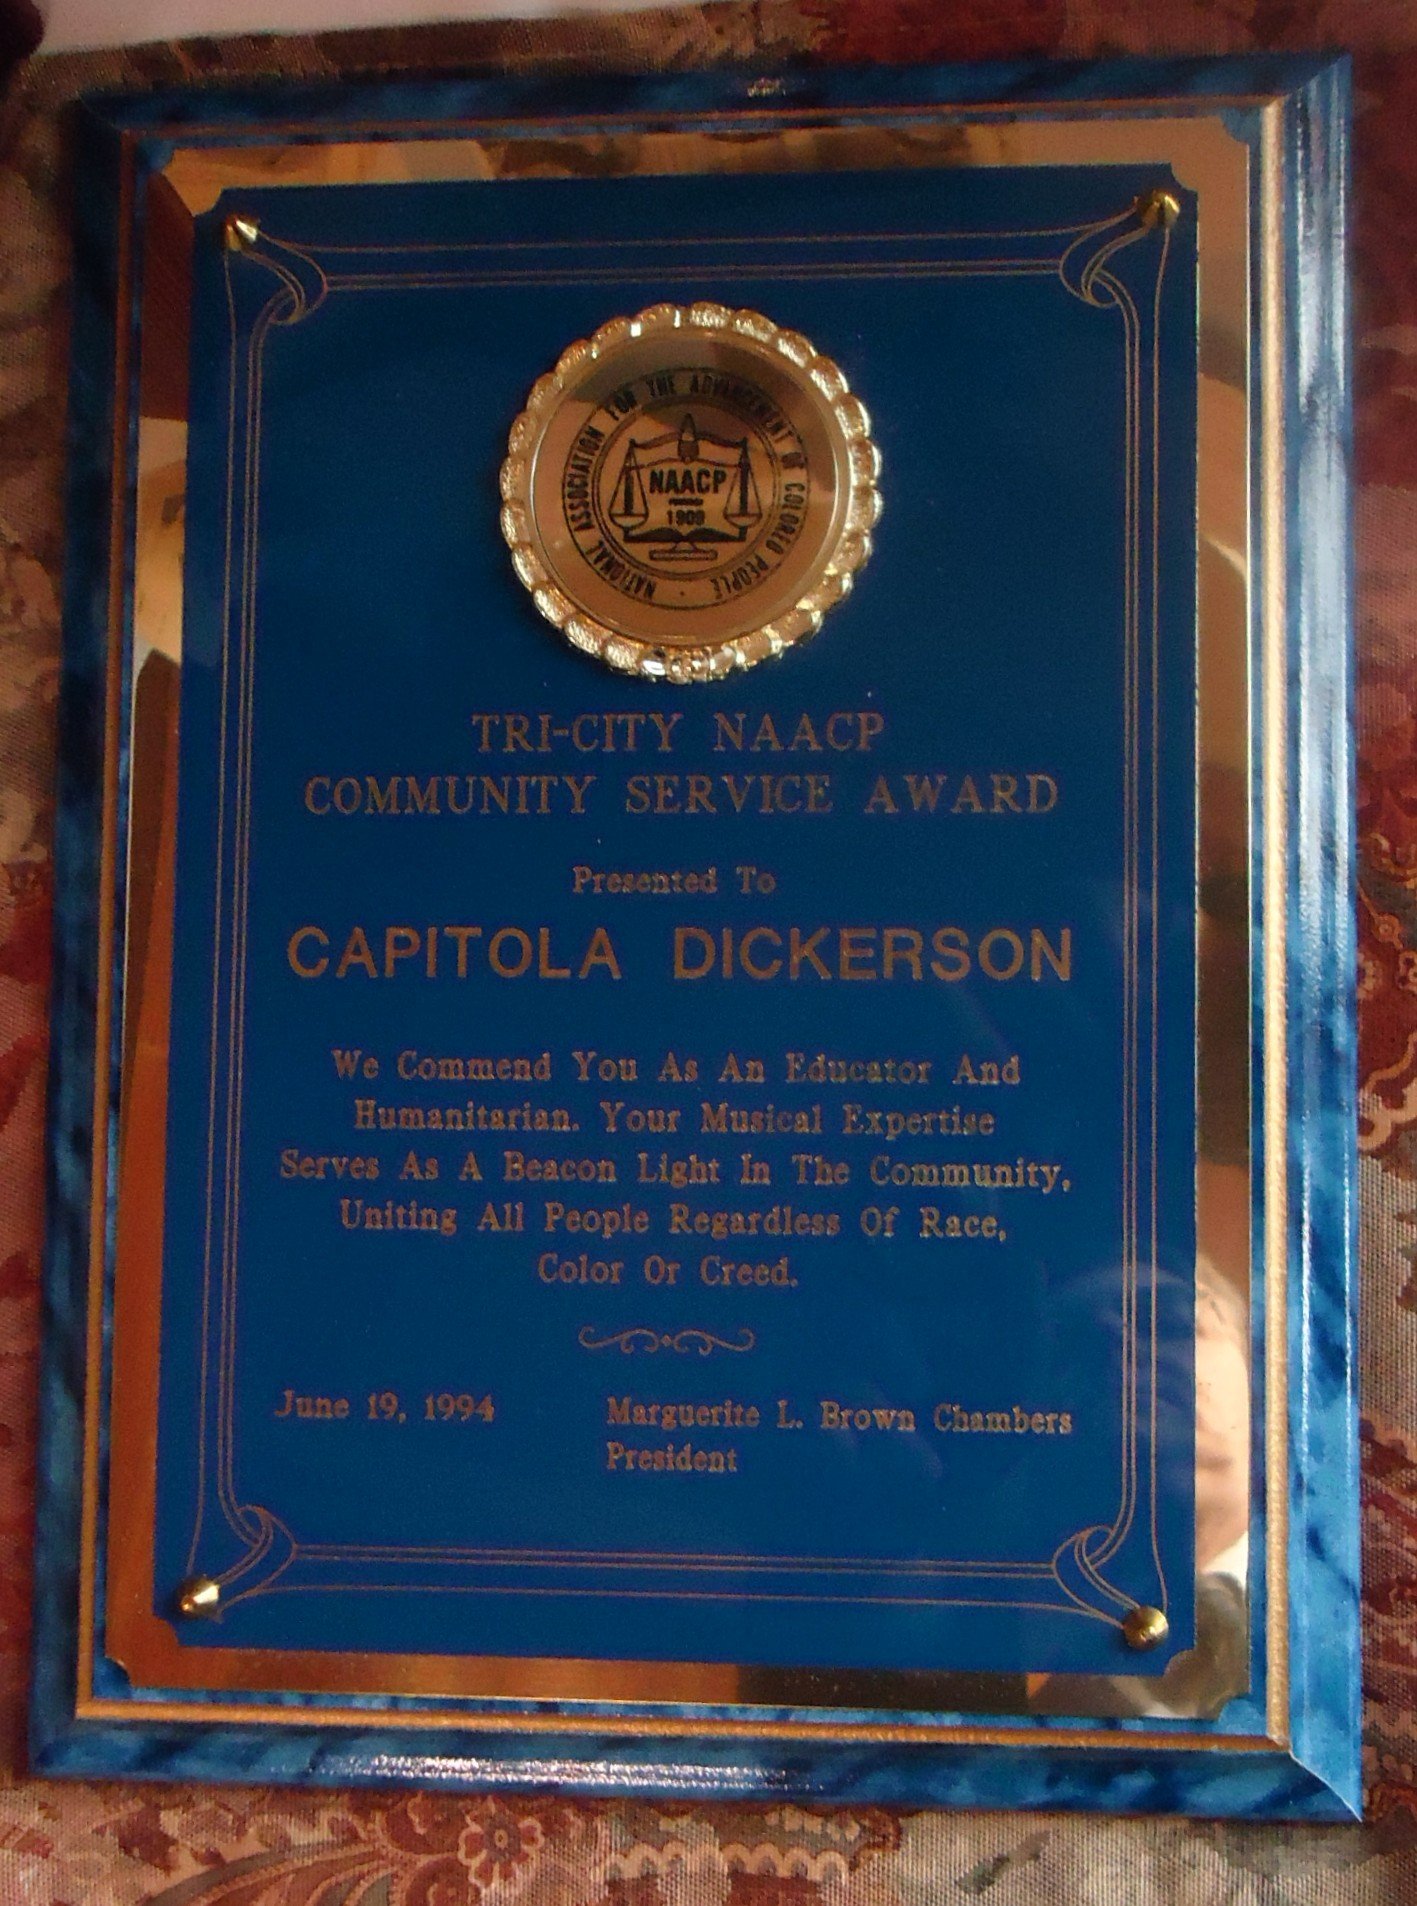 NATIONAL ASSOCIATION FOR THE ADVANCEMENT OF COLORED PEOPLE
NAACP
1909
TRI-CITY NAACP
COMMUNITY SERVICE AWARD
Presented To
CAPITOLA DICKERSON
We Commend You As An Educator And
Humanitarian. Your Musical Expertise
Serves As A Beacon Light In The Community,
Uniting All People Regardless Of Race,
Color Or Creed.
June 19, 1994
Marguerite L. Brown Chambers
President